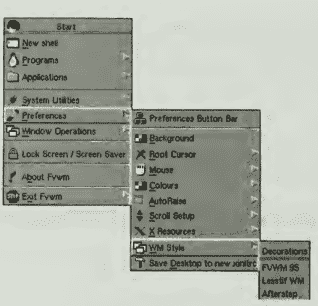 Start
New shell
Programs
Applications
System Utilities
Preferences
Window Operations
Lock Screen / Screen Saver
About Fvwm
Exit Fvwm
Preferences Button Bar
Background
Root Cursor
Mouse
Colours
AutoRaise
Scroll Setup
X Resources
WM Style
Save Desktop to new .xinitrc
Decorations
FVWM 95
Lesstif WM
Afterstep